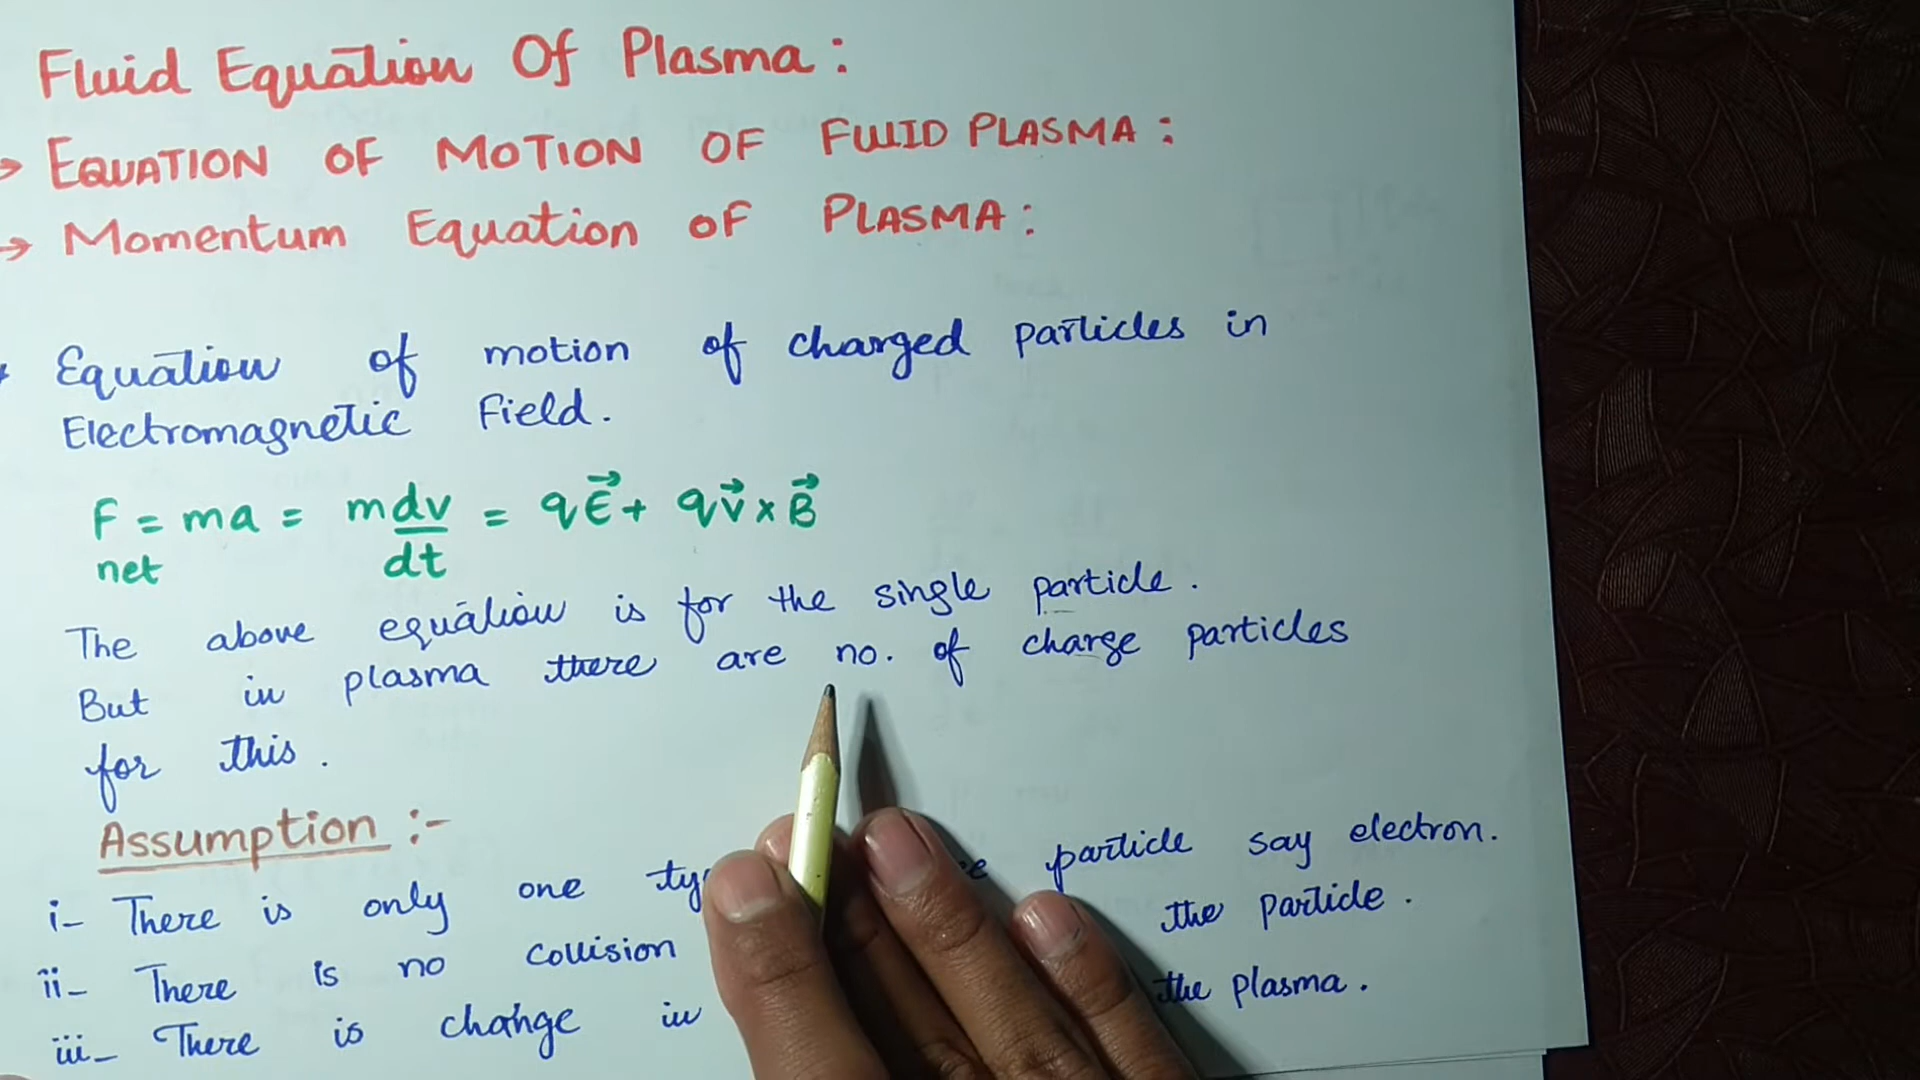 Fluid Equation Of Plasma:
→ EQUATION OF MOTION OF FLUID PLASMA:
→ Momentum Equation OF PLASMA:
Equation of motion of charged particles in
Electromagnetic Field.
F = ma = mdv = qE⃗ + qv⃗ × B⃗
net dt
The above equation is for the single particle.
But in plasma there are no. of charge particles
for this.
Assumption :-
i- There is only one particle say electron.
ii- There is no collision the particle.
iii- There is change in the plasma.